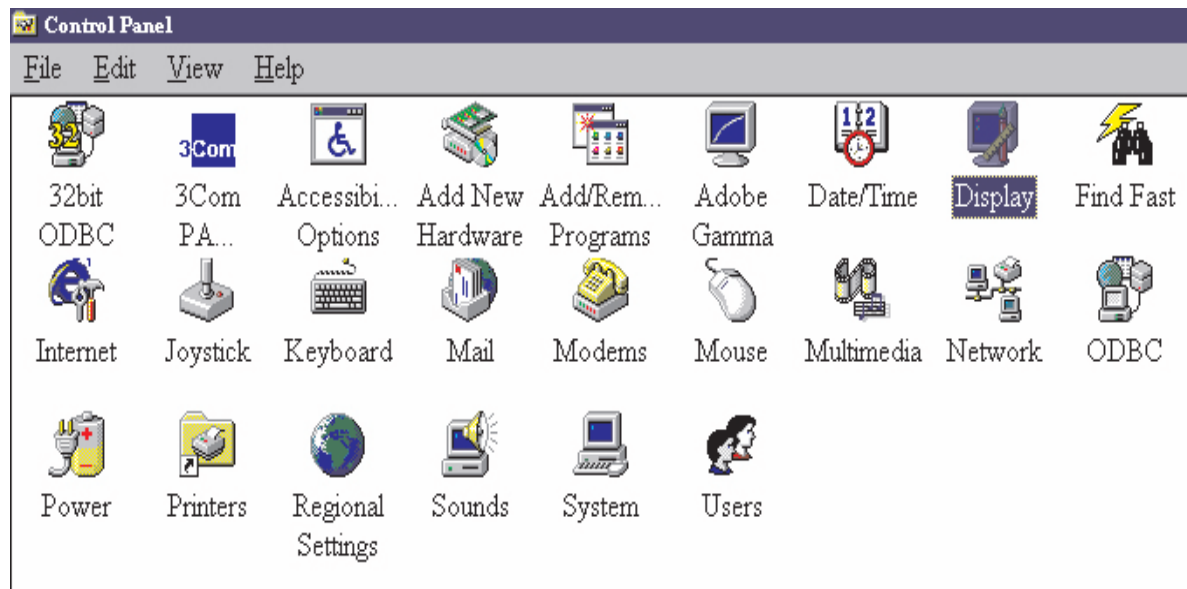 Control Panel
File Edit View Help
32
3Com
1 2
32bit ODBC
3Com PA...
Accessibi... Options
Add New Hardware
Add/Rem... Programs
Adobe Gamma
Date/Time
Display
Find Fast
Internet
Joystick
Keyboard
Mail
Modems
Mouse
Multimedia
Network
ODBC
Power
Printers
Regional Settings
Sounds
System
Users